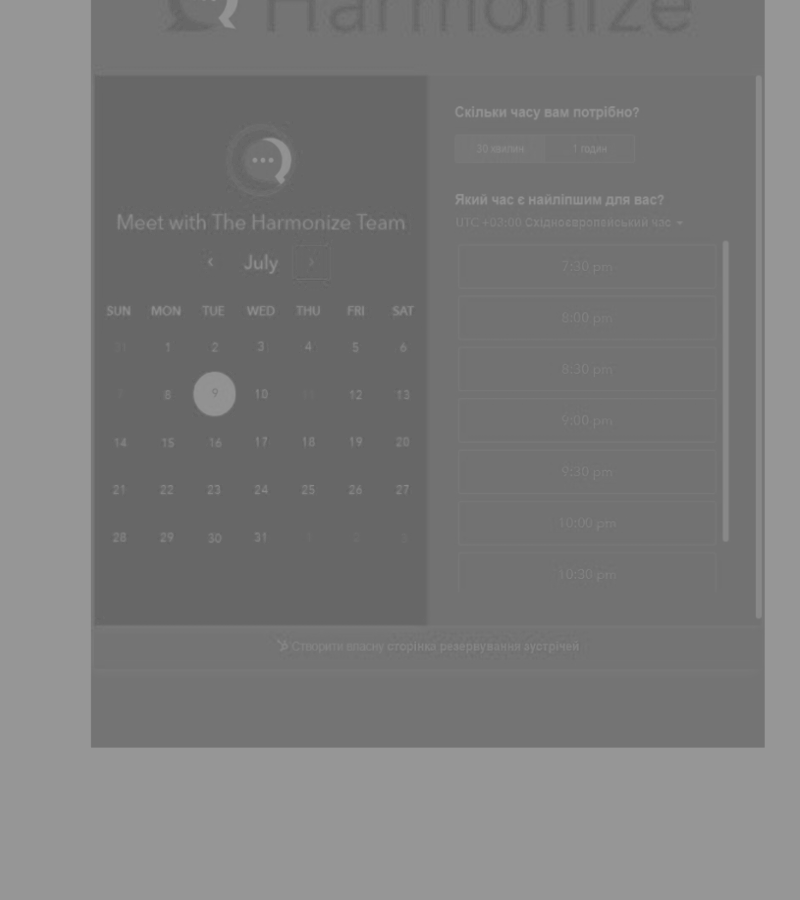 Harmonize
Meet with The Harmonize Team
‹ July ›
SUN MON TUE WED THU FRI SAT
31 1 2 3 4 5 6
7 8 9 10 11 12 13
14 15 16 17 18 19 20
21 22 23 24 25 26 27
28 29 30 31 1 2 3
Скільки часу вам потрібно?
30 хвилин 1 годин
Який час є найліпшим для вас?
UTC +03:00 Східноєвропейський час
7:30 pm
8:00 pm
8:30 pm
9:00 pm
9:30 pm
10:00 pm
10:30 pm
Створити власну сторінка резервування зустрічей